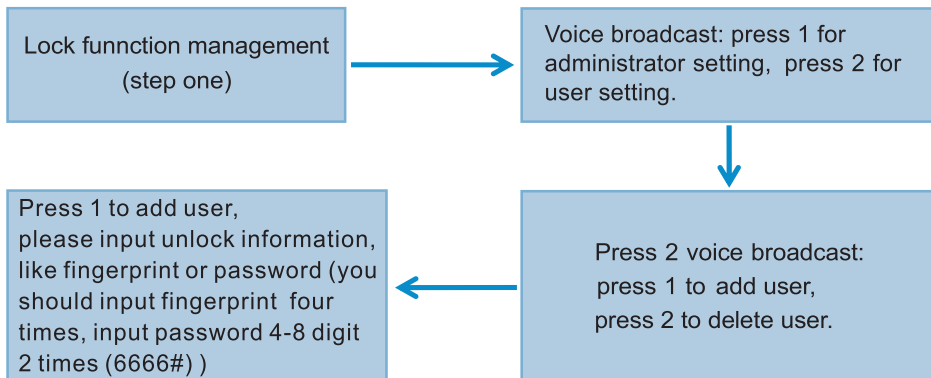 Lock funnction management
(step one)
Voice broadcast: press 1 for
administrator setting, press 2 for
user setting.
Press 2 voice broadcast:
press 1 to add user,
press 2 to delete user.
Press 1 to add user,
please input unlock information,
like fingerprint or password (you
should input fingerprint four
times, input password 4-8 digit
2 times (6666#) )